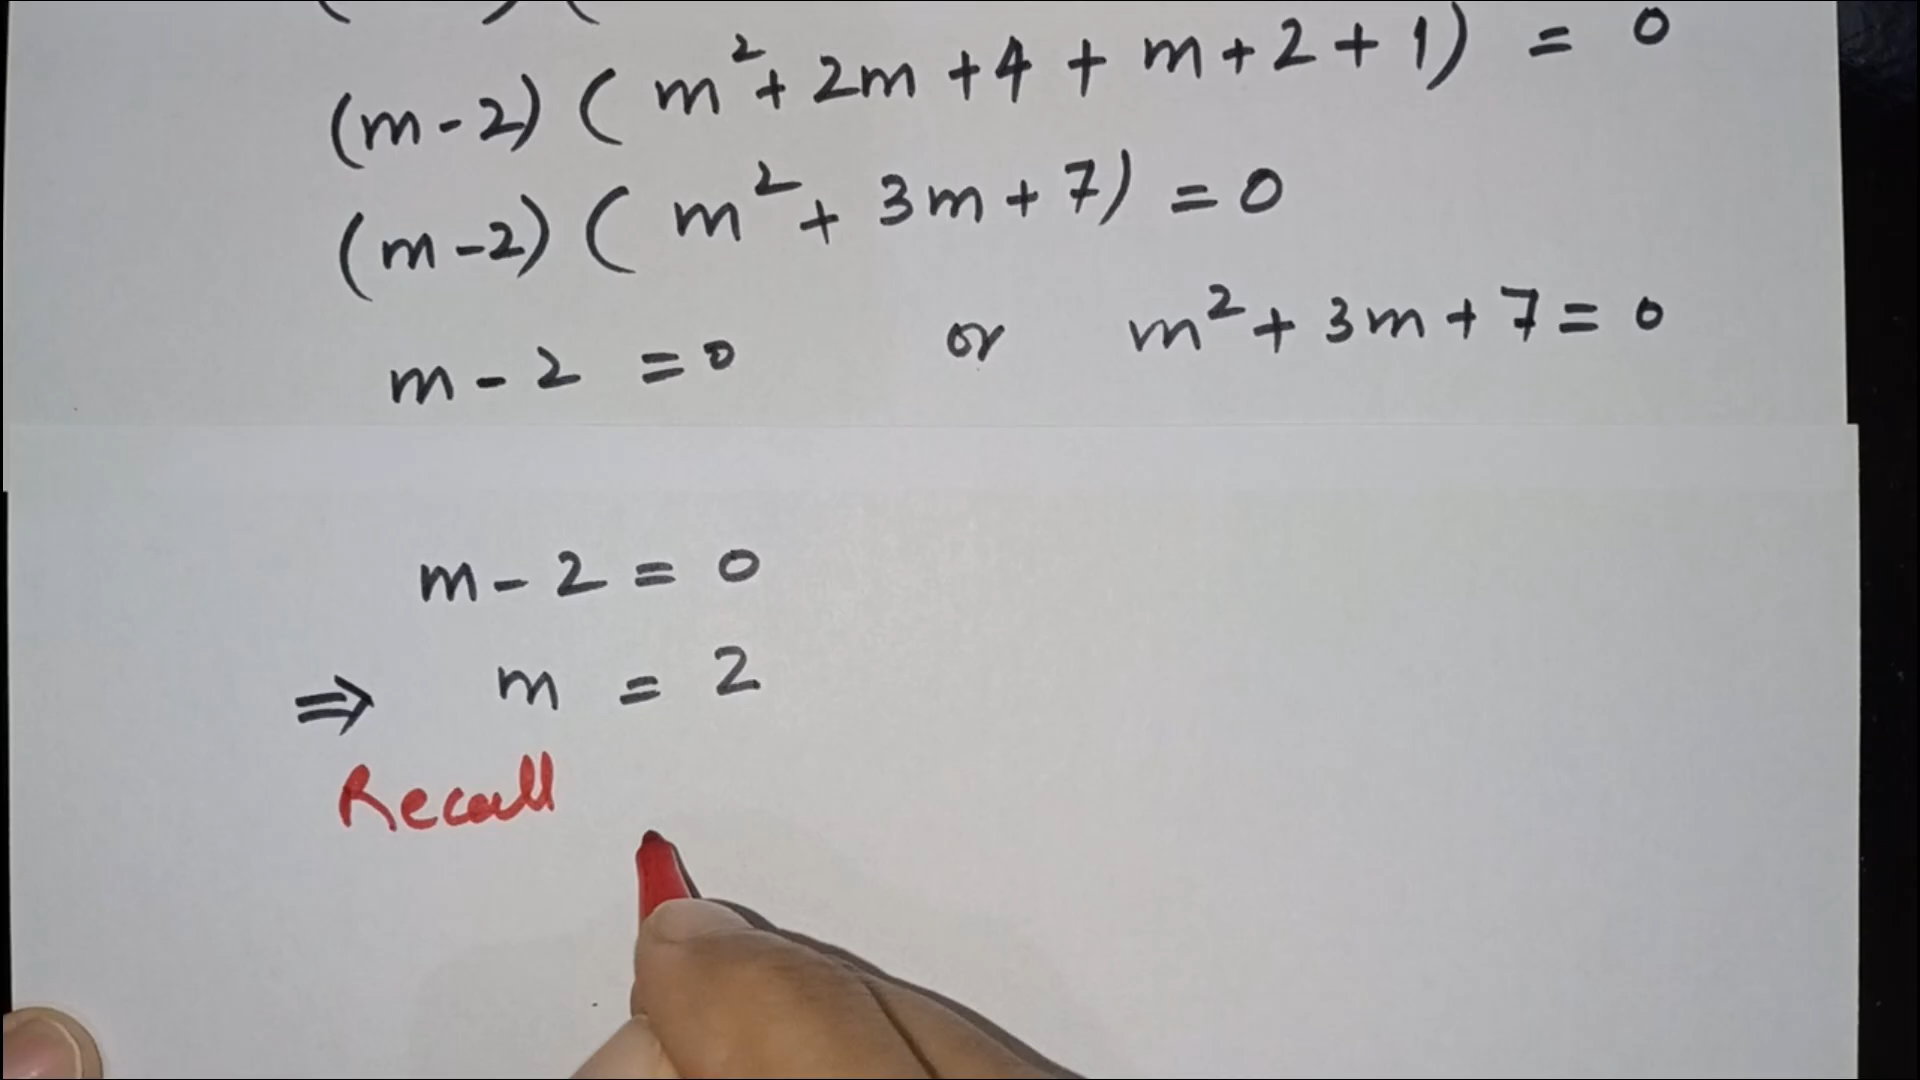 (m-2)(m²+2m+4+m+2+1) = 0
(m-2)(m²+3m+7) = 0
m-2 = 0 or m²+3m+7 = 0
m-2 = 0
⇒ m = 2
Recall